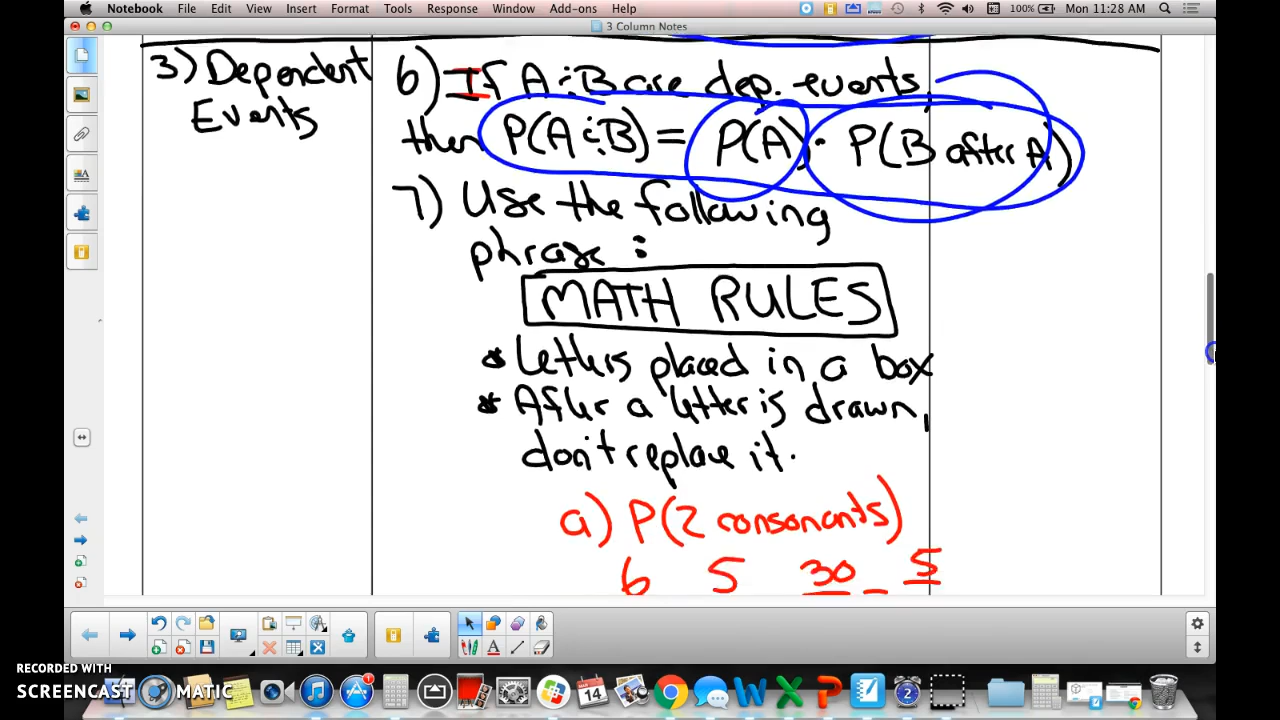 Notebook File Edit View Insert Format Tools Response Window Add-ons Help 100% Mon 11:28 AM
3 Column Notes
3) Dependent
Events
6) If A & B are dep. events,
then P(A & B) = P(A) · P(B after A)
7) Use the following
phrase :
MATH RULES
* Letters placed in a box
* After a letter is drawn,
don't replace it.
a) P(2 consonants)
6 5 30 = 5
RECORDED WITH
SCREENCAST MATIC